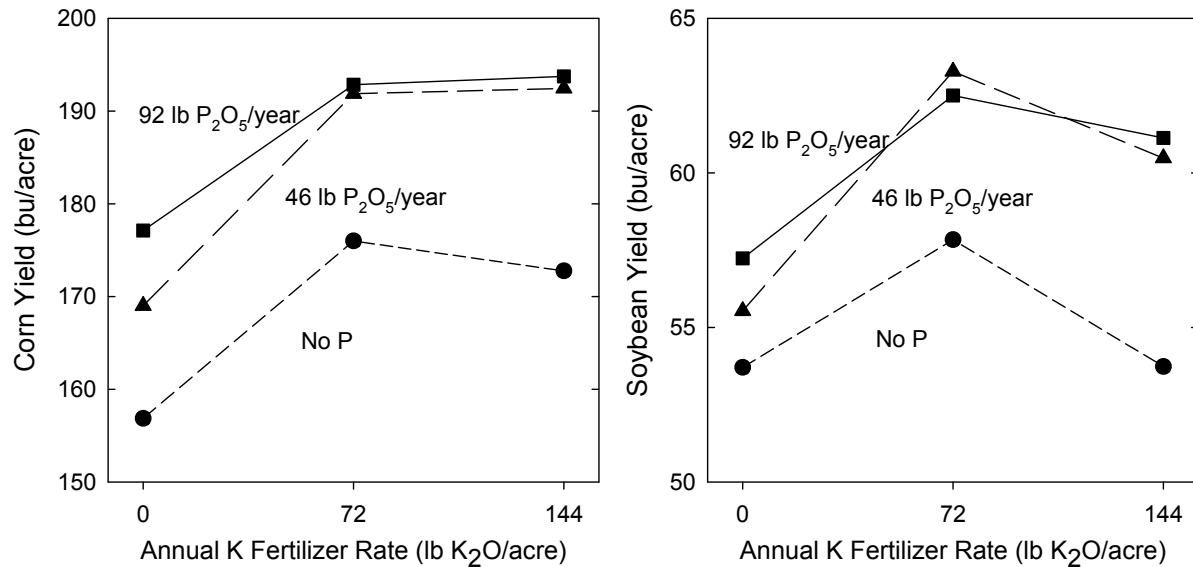 Corn Yield (bu/acre)
200
190
180
170
160
150
92 lb P₂O₅/year
46 lb P₂O₅/year
No P
0 72 144
Annual K Fertilizer Rate (lb K₂O/acre)
Soybean Yield (bu/acre)
65
60
55
50
92 lb P₂O₅/year
46 lb P₂O₅/year
No P
0 72 144
Annual K Fertilizer Rate (lb K₂O/acre)